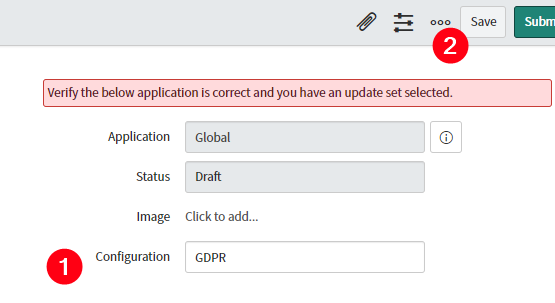 2
Save
Subm
Verify the below application is correct and you have an update set selected.
Application
Global
Status
Draft
Image
Click to add...
1
Configuration
GDPR